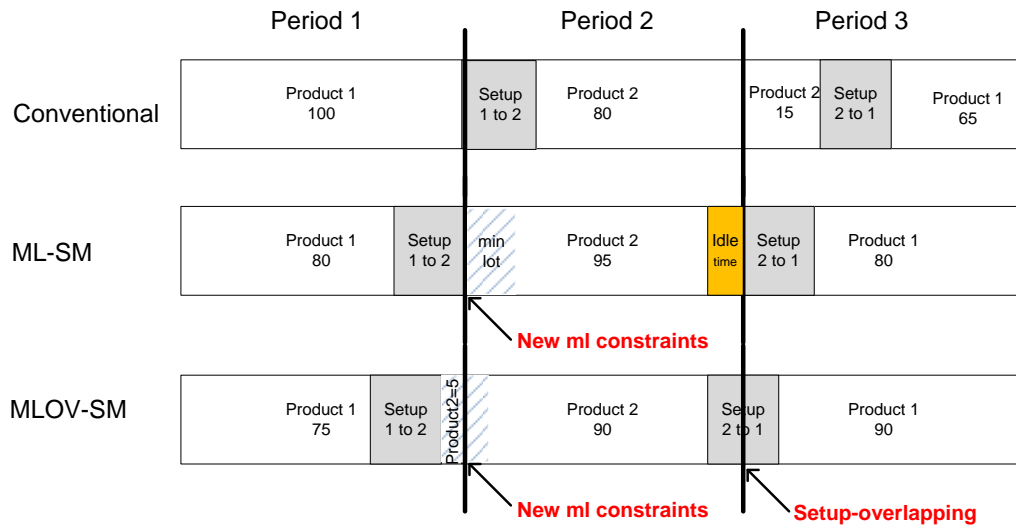 Period 1
Period 2
Period 3
Conventional
Product 1
100
Setup
1 to 2
Product 2
80
Product 2
15
Setup
2 to 1
Product 1
65
ML-SM
Product 1
80
Setup
1 to 2
min
lot
Product 2
95
Idle
time
Setup
2 to 1
Product 1
80
New ml constraints
MLOV-SM
Product 1
75
Setup
1 to 2
Product2=5
Product 2
90
Setup
2 to 1
Product 1
90
New ml constraints
Setup-overlapping